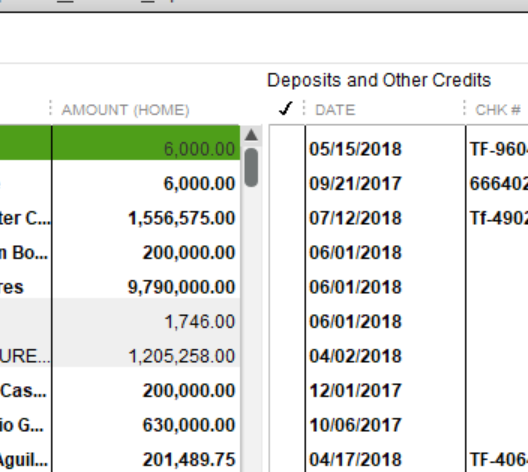 Deposits and Other Credits
AMOUNT (HOME) ✓ DATE CHK #
6,000.00 05/15/2018 TF-960
6,000.00 09/21/2017 666402
ter C... 1,556,575.00 07/12/2018 Tf-4902
n Bo... 200,000.00 06/01/2018
res 9,790,000.00 06/01/2018
1,746.00 06/01/2018
URE... 1,205,258.00 04/02/2018
Cas... 200,000.00 12/01/2017
io G... 630,000.00 10/06/2017
Aguil... 201,489.75 04/17/2018 TF-406